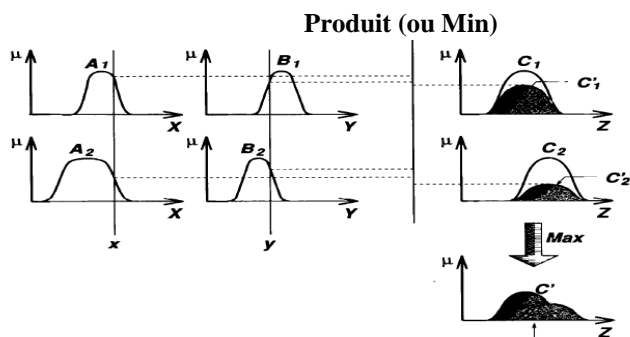 Produit (ou Min)
μ A1 X
μ B1 Y
μ C1 C'1 Z
μ A2 X
μ B2 Y
μ C2 C'2 Z
x y
Max
μ C' Z